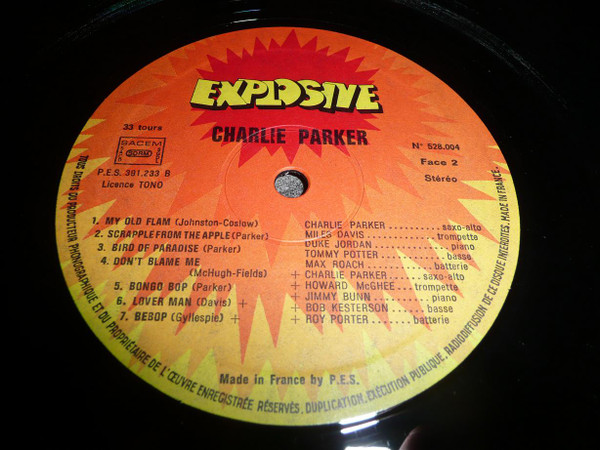 EXPLOSIVE
CHARLIE PARKER
33 tours
SACEM
SDRM
P.E.S. 391.233 B
Licence TONO
N° 528.004
Face 2
Stéréo
1. MY OLD FLAM (Johnston-Coslow)
2. SCRAPPLE FROM THE APPLE (Parker)
3. BIRD OF PARADISE (Parker)
4. DON'T BLAME ME
(McHugh-Fields)
5. BONGO BOP (Parker)
6. LOVER MAN (Davis) +
7. BEBOP (Gyllespie) +
CHARLIE PARKER ........ saxo-alto
MILES DAVIS ............. trompette
DUKE JORDAN ............... piano
TOMMY POTTER ............ basse
MAX ROACH ............ batterie
+ CHARLIE PARKER ....... saxo-alto
+ HOWARD McGHEE .... trompette
+ JIMMY BUNN ............ piano
+ BOB KESTERSON ...... basse
+ ROY PORTER ....... batterie
Made in France by P.E.S.
TOUS DROITS DU PRODUCTEUR PHONOGRAPHIQUE ET DU PROPRIÉTAIRE DE L'ŒUVRE ENREGISTRÉE RÉSERVÉS, DUPLICATION, EXÉCUTION PUBLIQUE, RADIODIFFUSION DE CE DISQUE INTERDITES, MADE IN FRANCE